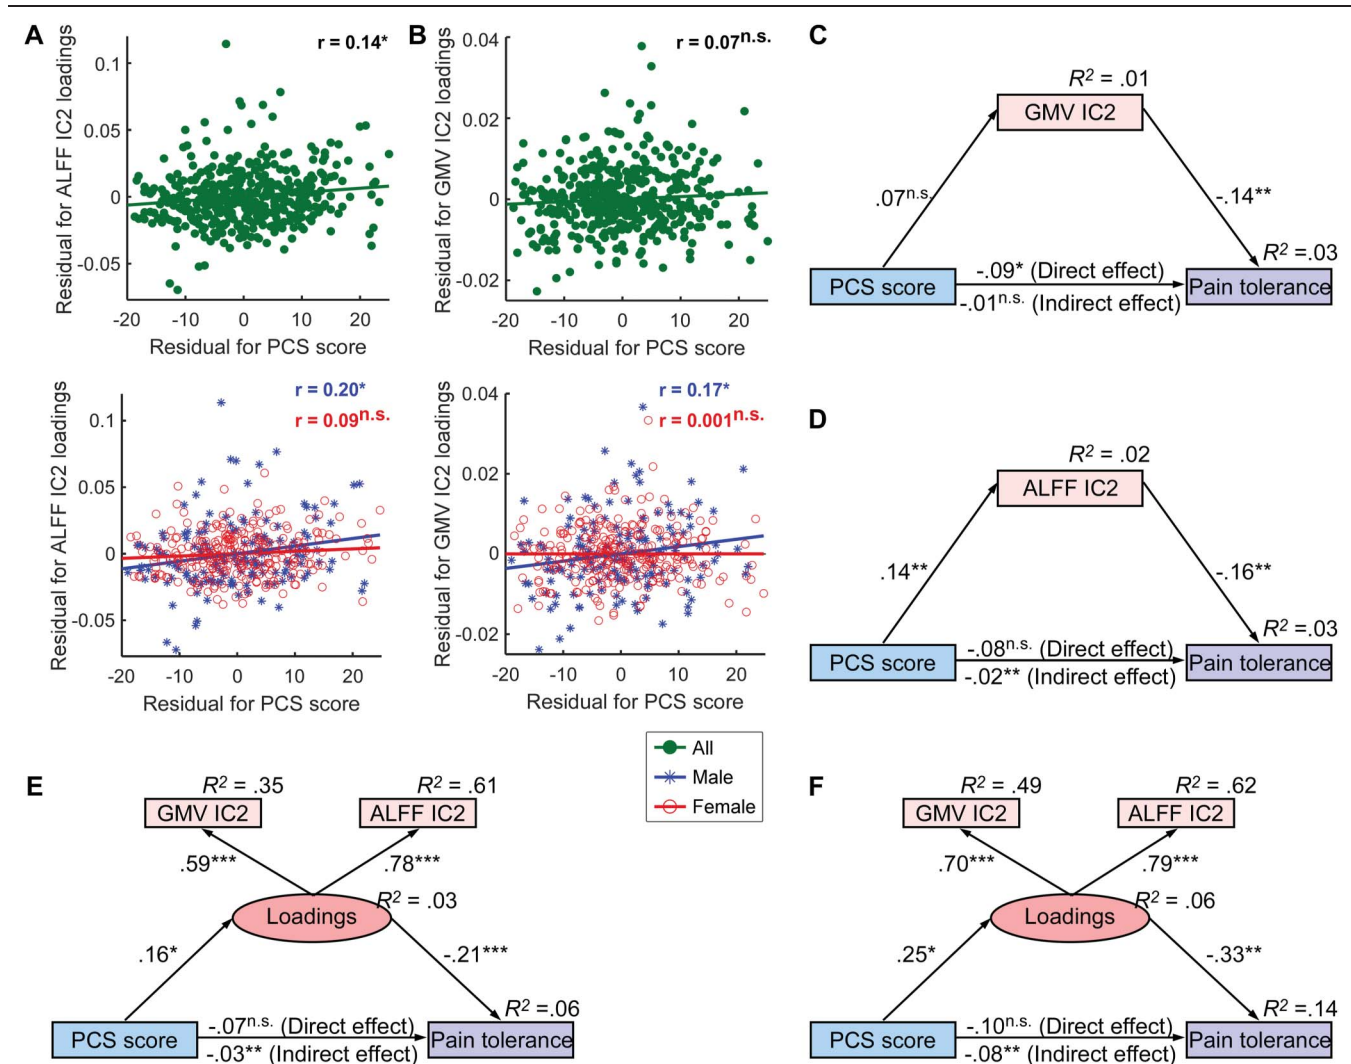 A
r = 0.14*
Residual for ALFF IC2 loadings
0.1
0.05
0
-0.05
-20 -10 0 10 20
Residual for PCS score
B
r = 0.07n.s.
Residual for GMV IC2 loadings
0.04
0.02
0
-0.02
-20 -10 0 10 20
Residual for PCS score
r = 0.20*
r = 0.09n.s.
Residual for ALFF IC2 loadings
0.1
0.05
0
-0.05
-20 -10 0 10 20
Residual for PCS score
r = 0.17*
r = 0.001n.s.
Residual for GMV IC2 loadings
0.04
0.02
0
-0.02
-20 -10 0 10 20
Residual for PCS score
All
Male
Female
C
R2 = .01
GMV IC2
.07n.s.
-.14**
R2 =.03
PCS score
-.09* (Direct effect)
-.01n.s. (Indirect effect)
Pain tolerance
D
R2 = .02
ALFF IC2
.14**
-.16**
R2 =.03
PCS score
-.08n.s. (Direct effect)
-.02** (Indirect effect)
Pain tolerance
E
R2 = .35
R2 = .61
GMV IC2
ALFF IC2
.59***
.78***
R2 = .03
Loadings
.16*
-.21***
R2 =.06
PCS score
-.07n.s. (Direct effect)
-.03** (Indirect effect)
Pain tolerance
F
R2 = .49
R2 = .62
GMV IC2
ALFF IC2
.70***
.79***
R2 = .06
Loadings
.25*
-.33**
R2 =.14
PCS score
-.10n.s. (Direct effect)
-.08** (Indirect effect)
Pain tolerance